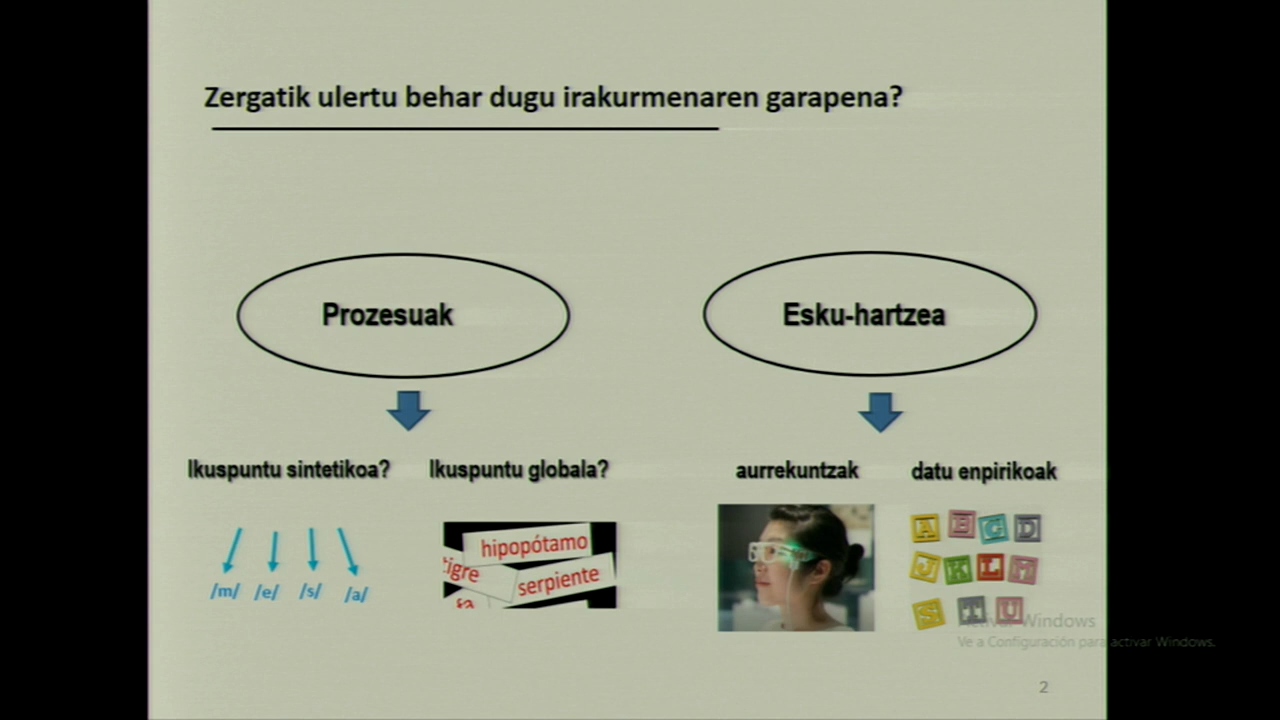 Zergatik ulertu behar dugu irakurmenaren garapena?
Prozesuak
Esku-hartzea
Ikuspuntu sintetikoa?
Ikuspuntu globala?
aurrekuntzak
datu enpirikoak
/m/ /e/ /s/ /a/
hipopótamo
tigre
serpiente
A B C D
J K L M
S T U
Activar Windows
Ve a Configuración para activar Windows.
2